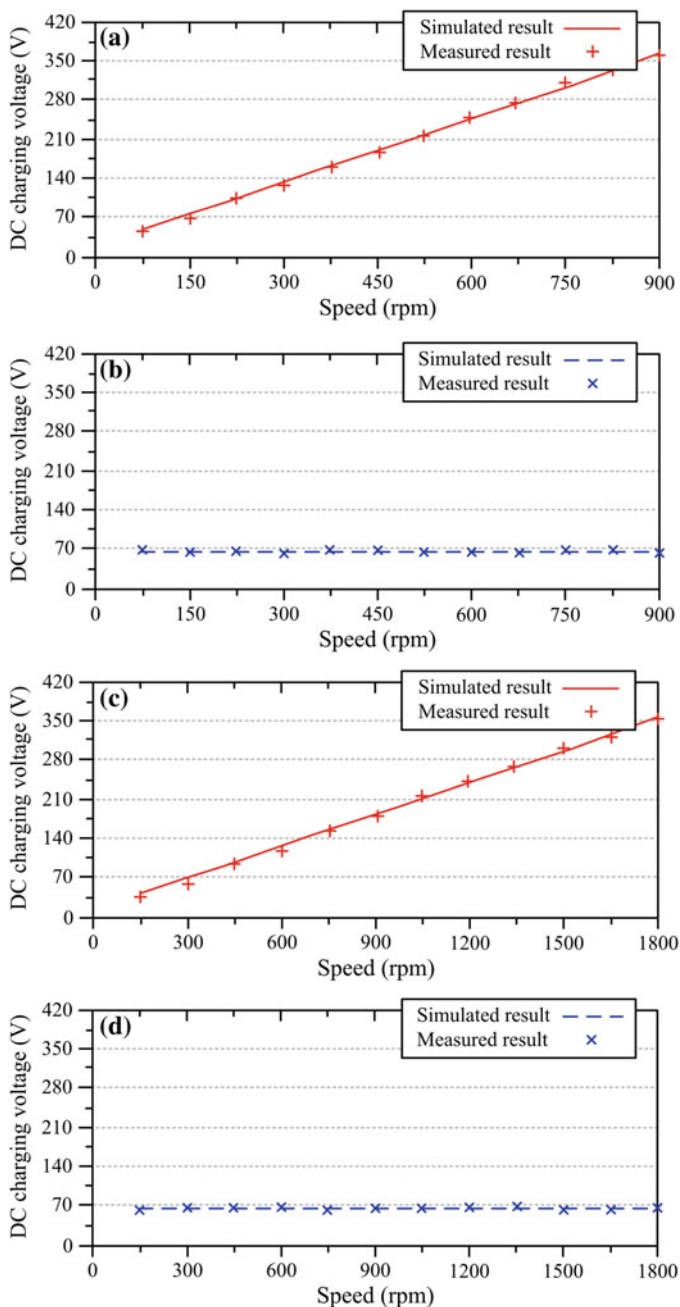 (a)
Simulated result
Measured result
DC charging voltage (V)
420
350
280
210
140
70
0
0 150 300 450 600 750 900
Speed (rpm)
(b)
Simulated result
Measured result
DC charging voltage (V)
420
350
280
210
140
70
0
0 150 300 450 600 750 900
Speed (rpm)
(c)
Simulated result
Measured result
DC charging voltage (V)
420
350
280
210
140
70
0
0 300 600 900 1200 1500 1800
Speed (rpm)
(d)
Simulated result
Measured result
DC charging voltage (V)
420
350
280
210
140
70
0
0 300 600 900 1200 1500 1800
Speed (rpm)